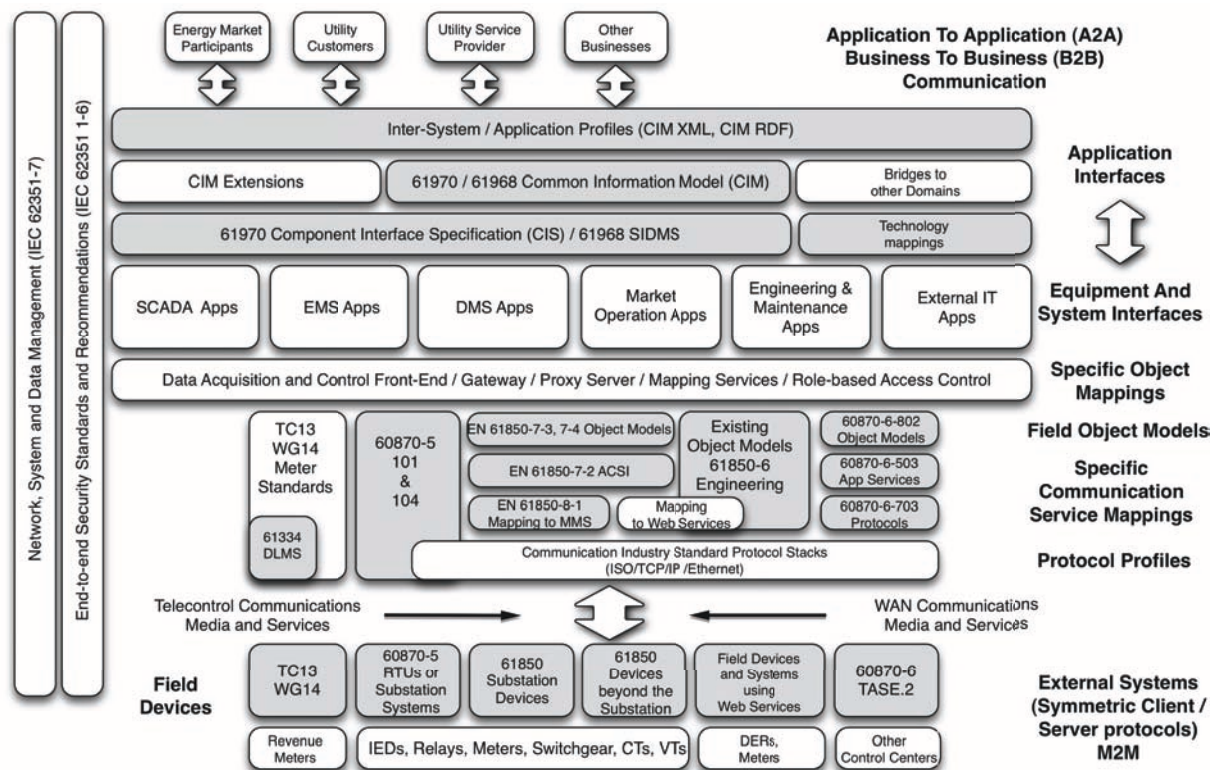 Energy Market
Participants
Utility
Customers
Utility Service
Provider
Other
Businesses
Application To Application (A2A)
Business To Business (B2B)
Communication
Network, System and Data Management (IEC 62351-7)
End-to-end Security Standards and Recommendations (IEC 62351 1-6)
Inter-System / Application Profiles (CIM XML, CIM RDF)
CIM Extensions
61970 / 61968 Common Information Model (CIM)
Bridges to
other Domains
Application
Interfaces
61970 Component Interface Specification (CIS) / 61968 SIDMS
Technology
mappings
SCADA Apps
EMS Apps
DMS Apps
Market
Operation Apps
Engineering &
Maintenance
Apps
External IT
Apps
Equipment And
System Interfaces
Data Acquisition and Control Front-End / Gateway / Proxy Server / Mapping Services / Role-based Access Control
Specific Object
Mappings
TC13
WG14
Meter
Standards
61334
DLMS
60870-5
101
&
104
EN 61850-7-3, 7-4 Object Models
EN 61850-7-2 ACSI
EN 61850-8-1
Mapping to MMS
Existing
Object Models
61850-6
Engineering
Mapping
to Web Services
60870-6-802
Object Models
60870-6-503
App Services
60870-6-703
Protocols
Field Object Models
Specific
Communication
Service Mappings
Communication Industry Standard Protocol Stacks
(ISO/TCP/IP /Ethernet)
Protocol Profiles
Telecontrol Communications
Media and Services
WAN Communications
Media and Services
Field
Devices
TC13
WG14
60870-5
RTUs or
Substation
Systems
61850
Substation
Devices
61850
Devices
beyond the
Substation
Field Devices
and Systems
using
Web Services
60870-6
TASE.2
External Systems
(Symmetric Client /
Server protocols)
M2M
Revenue
Meters
IEDs, Relays, Meters, Switchgear, CTs, VTs
DERs,
Meters
Other
Control Centers